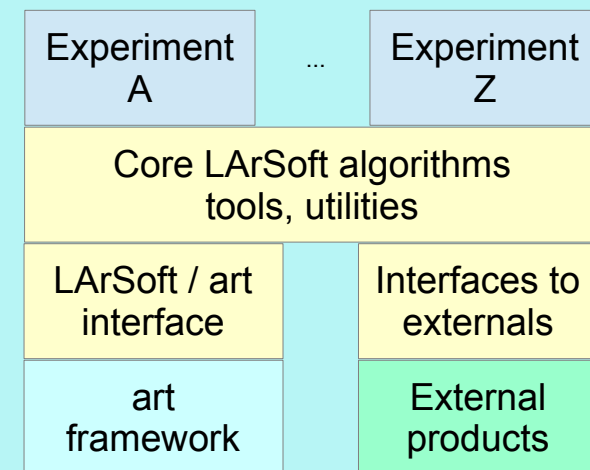 Experiment
A
...
Experiment
Z
Core LArSoft algorithms
tools, utilities
LArSoft / art
interface
Interfaces to
externals
art
framework
External
products